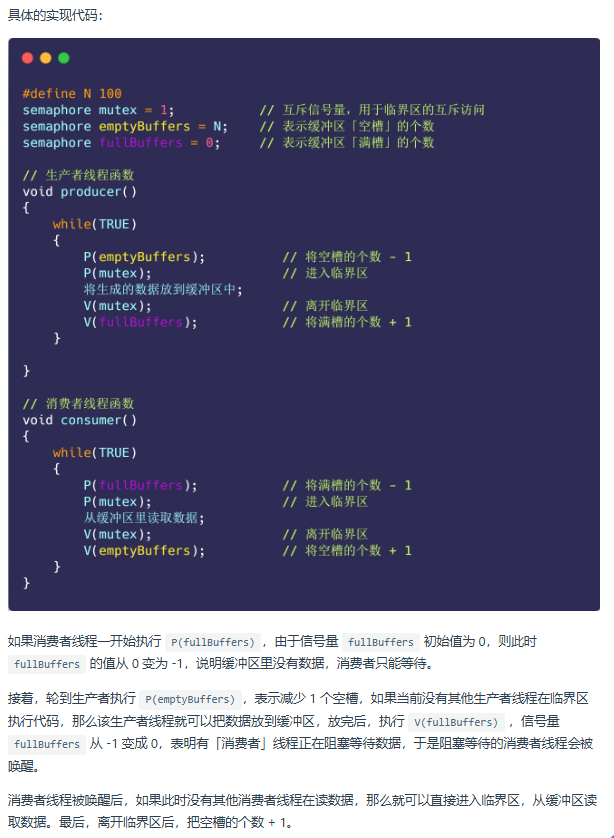 具体的实现代码：
#define N 100
semaphore mutex = 1; // 互斥信号量，用于临界区的互斥访问
semaphore emptyBuffers = N; // 表示缓冲区「空槽」的个数
semaphore fullBuffers = 0; // 表示缓冲区「满槽」的个数
// 生产者线程函数
void producer()
{
while(TRUE)
{
P(emptyBuffers); // 将空槽的个数 - 1
P(mutex); // 进入临界区
将生成的数据放到缓冲区中;
V(mutex); // 离开临界区
V(fullBuffers); // 将满槽的个数 + 1
}
}
// 消费者线程函数
void consumer()
{
while(TRUE)
{
P(fullBuffers); // 将满槽的个数 - 1
P(mutex); // 进入临界区
从缓冲区里读取数据;
V(mutex); // 离开临界区
V(emptyBuffers); // 将空槽的个数 + 1
}
}
如果消费者线程一开始执行 P(fullBuffers) ，由于信号量 fullBuffers 初始值为 0，则此时
fullBuffers 的值从 0 变为 -1，说明缓冲区里没有数据，消费者只能等待。
接着，轮到生产者执行 P(emptyBuffers) ，表示减少 1 个空槽，如果当前没有其他生产者线程在临界区
执行代码，那么该生产者线程就可以把数据放到缓冲区，放完后，执行 V(fullBuffers) ，信号量
fullBuffers 从 -1 变成 0，表明有「消费者」线程正在阻塞等待数据，于是阻塞等待的消费者线程会被
唤醒。
消费者线程被唤醒后，如果此时没有其他消费者线程在读数据，那么就可以直接进入临界区，从缓冲区读
取数据。最后，离开临界区后，把空槽的个数 + 1。